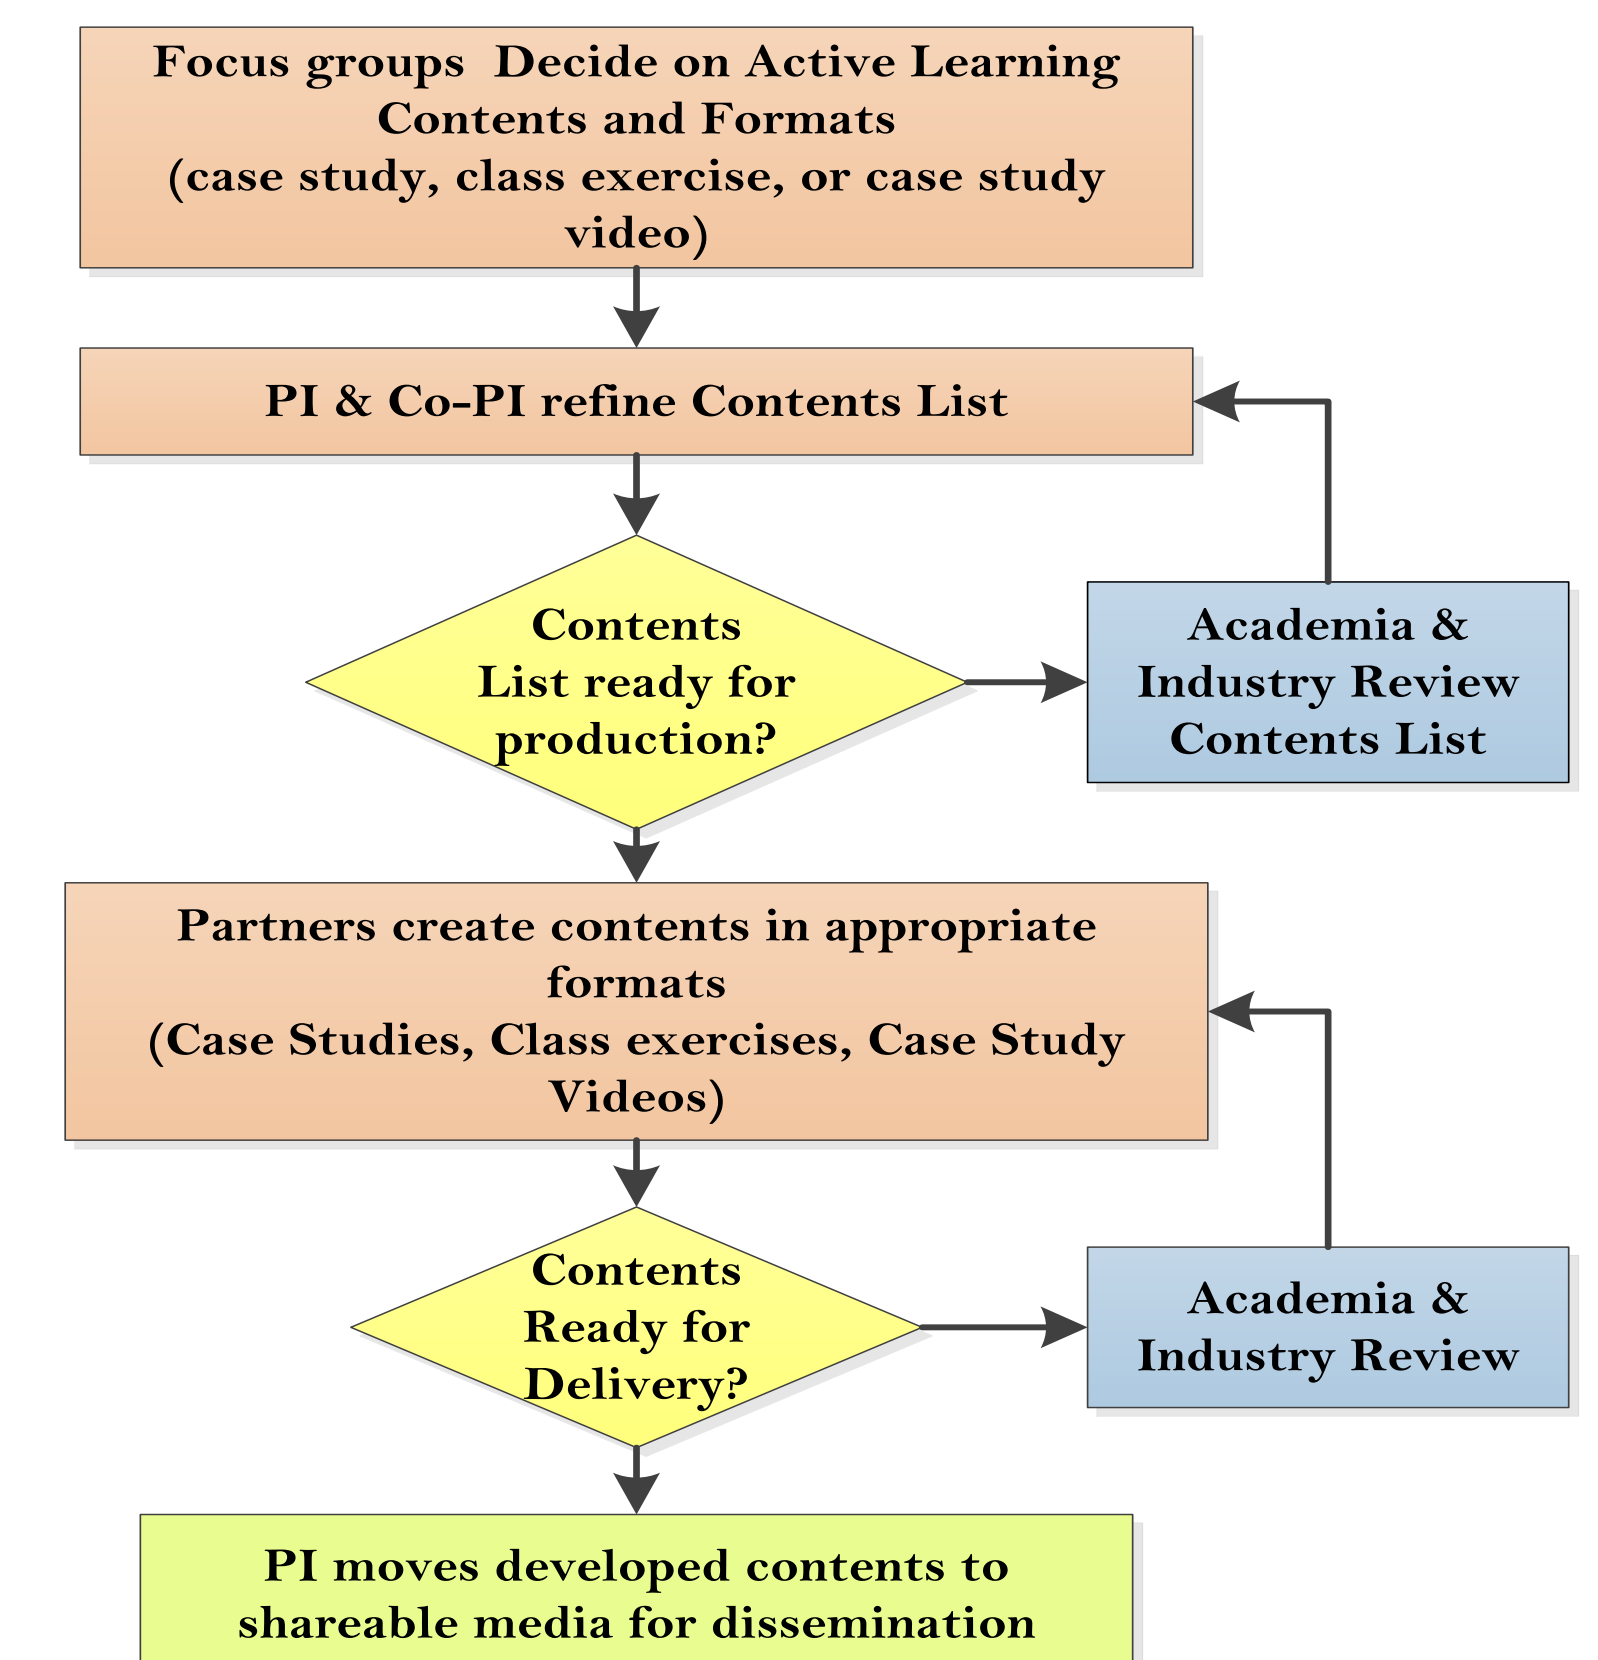 Focus groups  Decide on Active Learning
Contents and Formats
(case study, class exercise, or case study
video)
PI & Co-PI refine Contents List
Contents
List ready for
production?
Academia &
Industry Review
Contents List
Partners create contents in appropriate
formats
(Case Studies, Class exercises, Case Study
Videos)
Contents
Ready for
Delivery?
Academia &
Industry Review
PI moves developed contents to
shareable media for dissemination